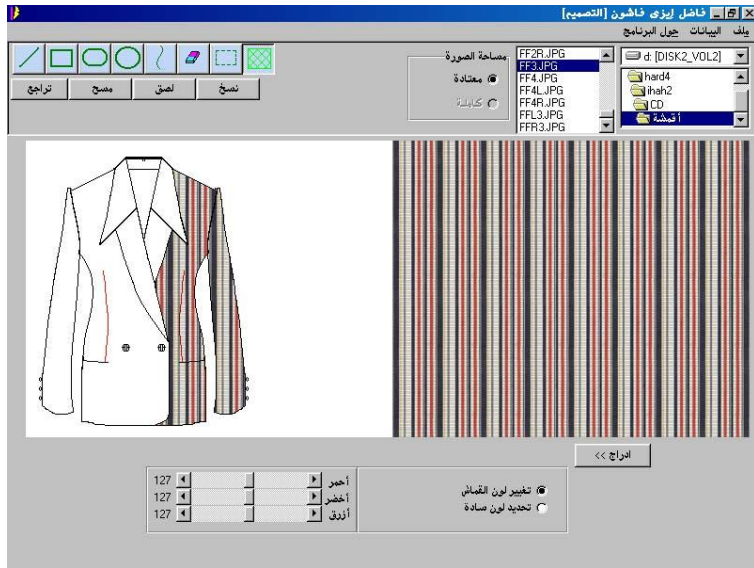 فاضل إيزى فاشون [التصميم]
ملف البيانات حول البرنامج
d: [DISK2_VOL2]
hard4
ihah2
CD
أقمشة
FF2R.JPG
FF3.JPG
FF4.JPG
FF4L.JPG
FF4R.JPG
FFL3.JPG
FFR3.JPG
مساحة الصورة
معتادة
كاملة
نسخ لصق مسح تراجع
ادراج >>
تغيير لون القماش
تحديد لون سادة
أحمر 127
أخضر 127
أزرق 127